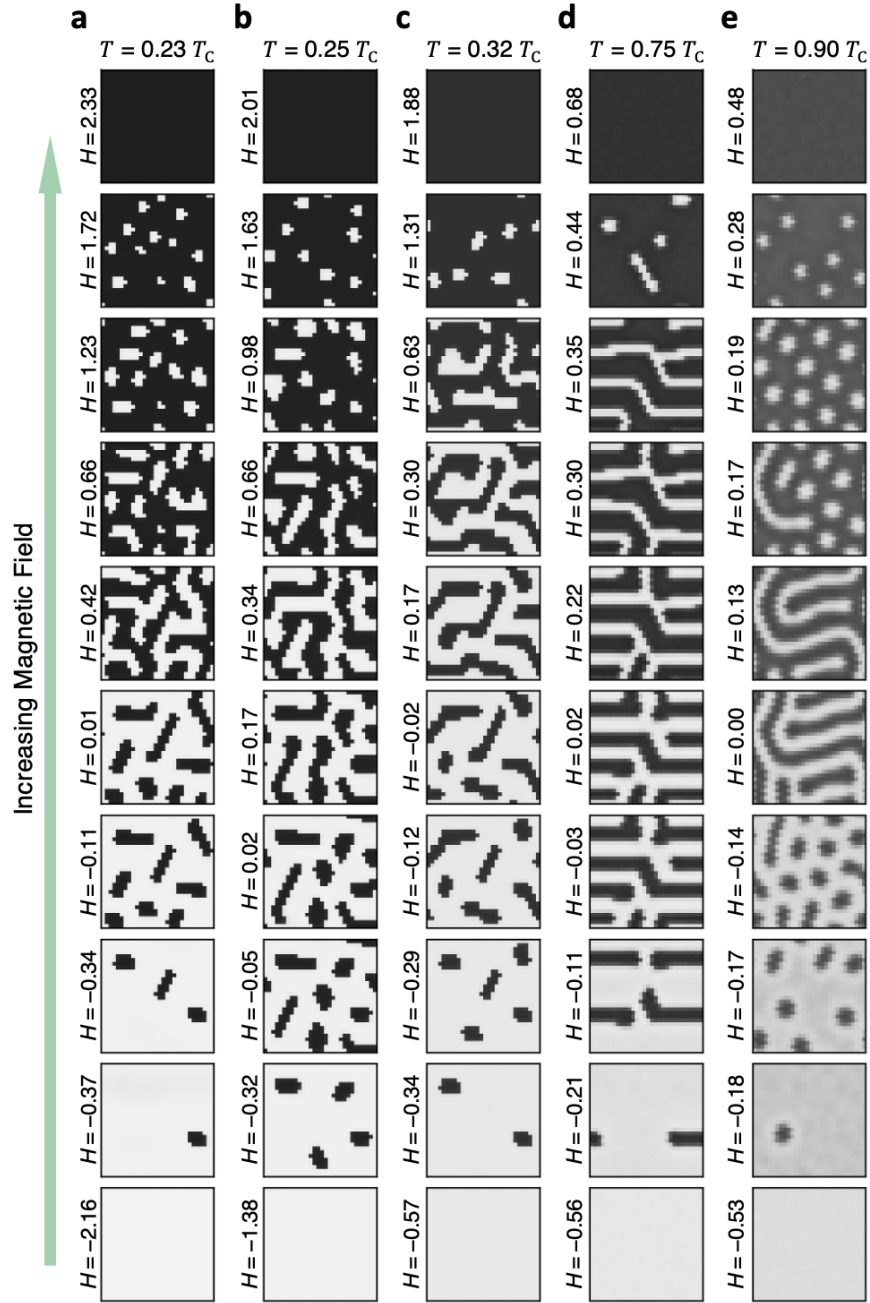 a b c d e
T = 0.23 T_C T = 0.25 T_C T = 0.32 T_C T = 0.75 T_C T = 0.90 T_C
H = 2.33 H = 2.01 H = 1.88 H = 0.68 H = 0.48
H = 1.72 H = 1.63 H = 1.31 H = 0.44 H = 0.28
H = 1.23 H = 0.98 H = 0.63 H = 0.35 H = 0.19
H = 0.66 H = 0.66 H = 0.30 H = 0.30 H = 0.17
H = 0.42 H = 0.34 H = 0.17 H = 0.22 H = 0.13
H = 0.01 H = 0.17 H = −0.02 H = 0.02 H = 0.00
H = −0.11 H = 0.02 H = −0.12 H = −0.03 H = −0.14
H = −0.34 H = −0.05 H = −0.29 H = −0.11 H = −0.17
H = −0.37 H = −0.32 H = −0.34 H = −0.21 H = −0.18
H = −2.16 H = −1.38 H = −0.57 H = −0.56 H = −0.53
Increasing Magnetic Field